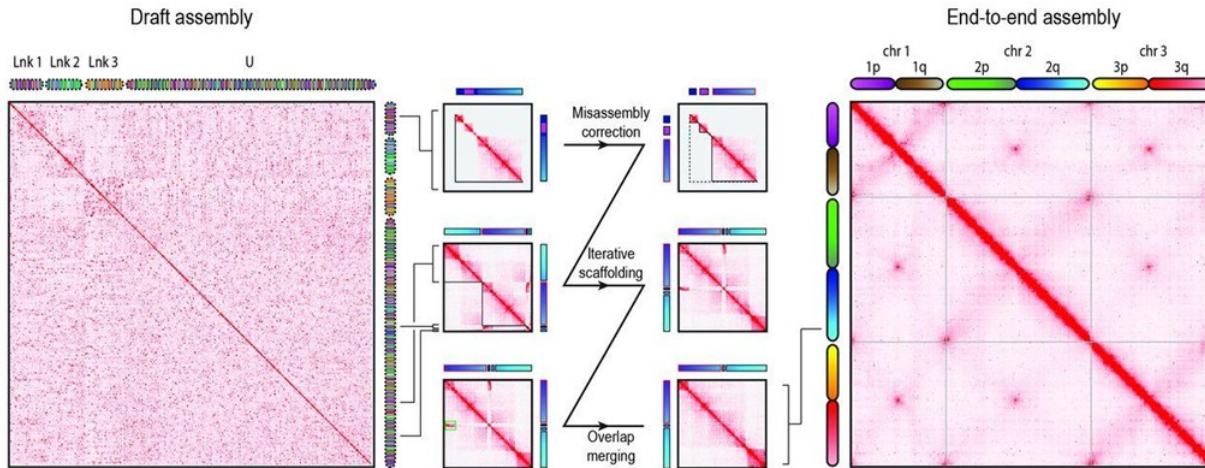 Draft assembly
End-to-end assembly
Lnk 1 Lnk 2 Lnk 3 U
chr 1 chr 2 chr 3
1p 1q 2p 2q 3p 3q
Misassembly
correction
Iterative
scaffolding
Overlap
merging